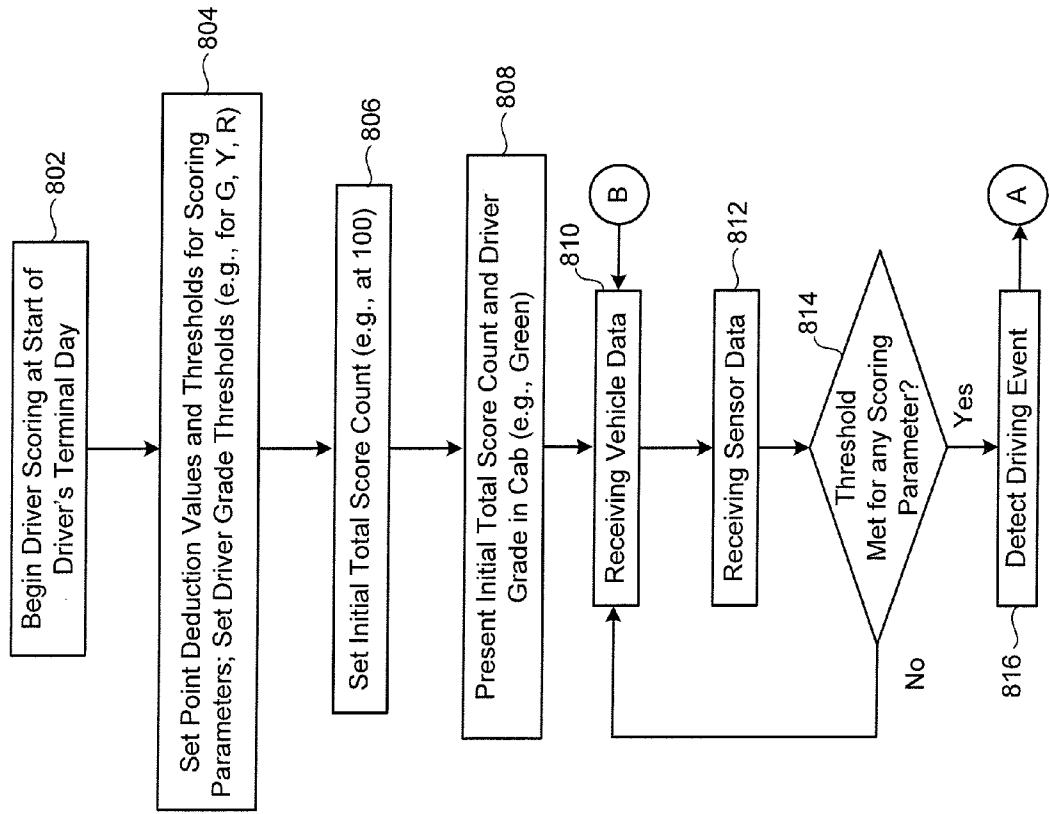 Begin Driver Scoring at Start of
Driver's Terminal Day
802
Set Point Deduction Values and Thresholds for Scoring
Parameters; Set Driver Grade Thresholds (e.g., for G, Y, R)
804
Set Initial Total Score Count (e.g., at 100)
806
Present Initial Total Score Count and Driver
Grade in Cab (e.g., Green)
808
810
Receiving Vehicle Data
B
Receiving Sensor Data
812
Threshold
Met for any Scoring
Parameter?
814
No
Yes
816
Detect Driving Event
A